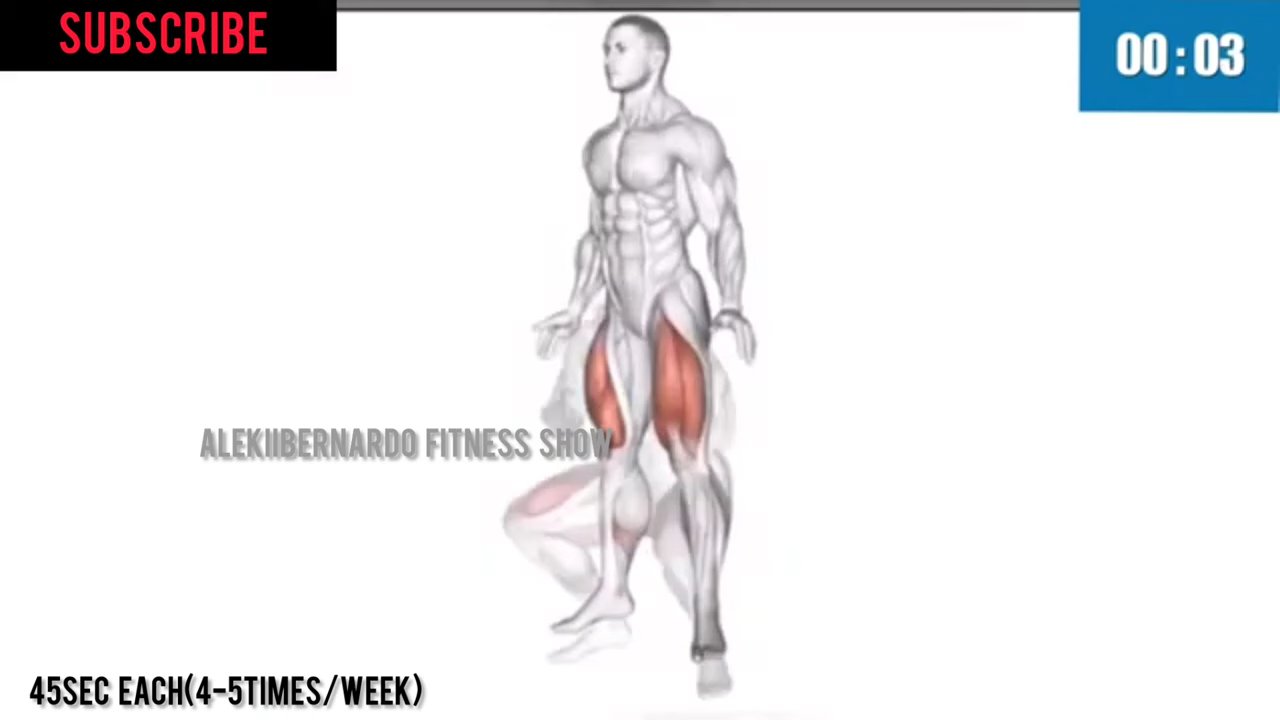 SUBSCRIBE
00:03
ALEKIIBERNARDO FITNESS SHOW
45SEC EACH(4-5TIMES/WEEK)